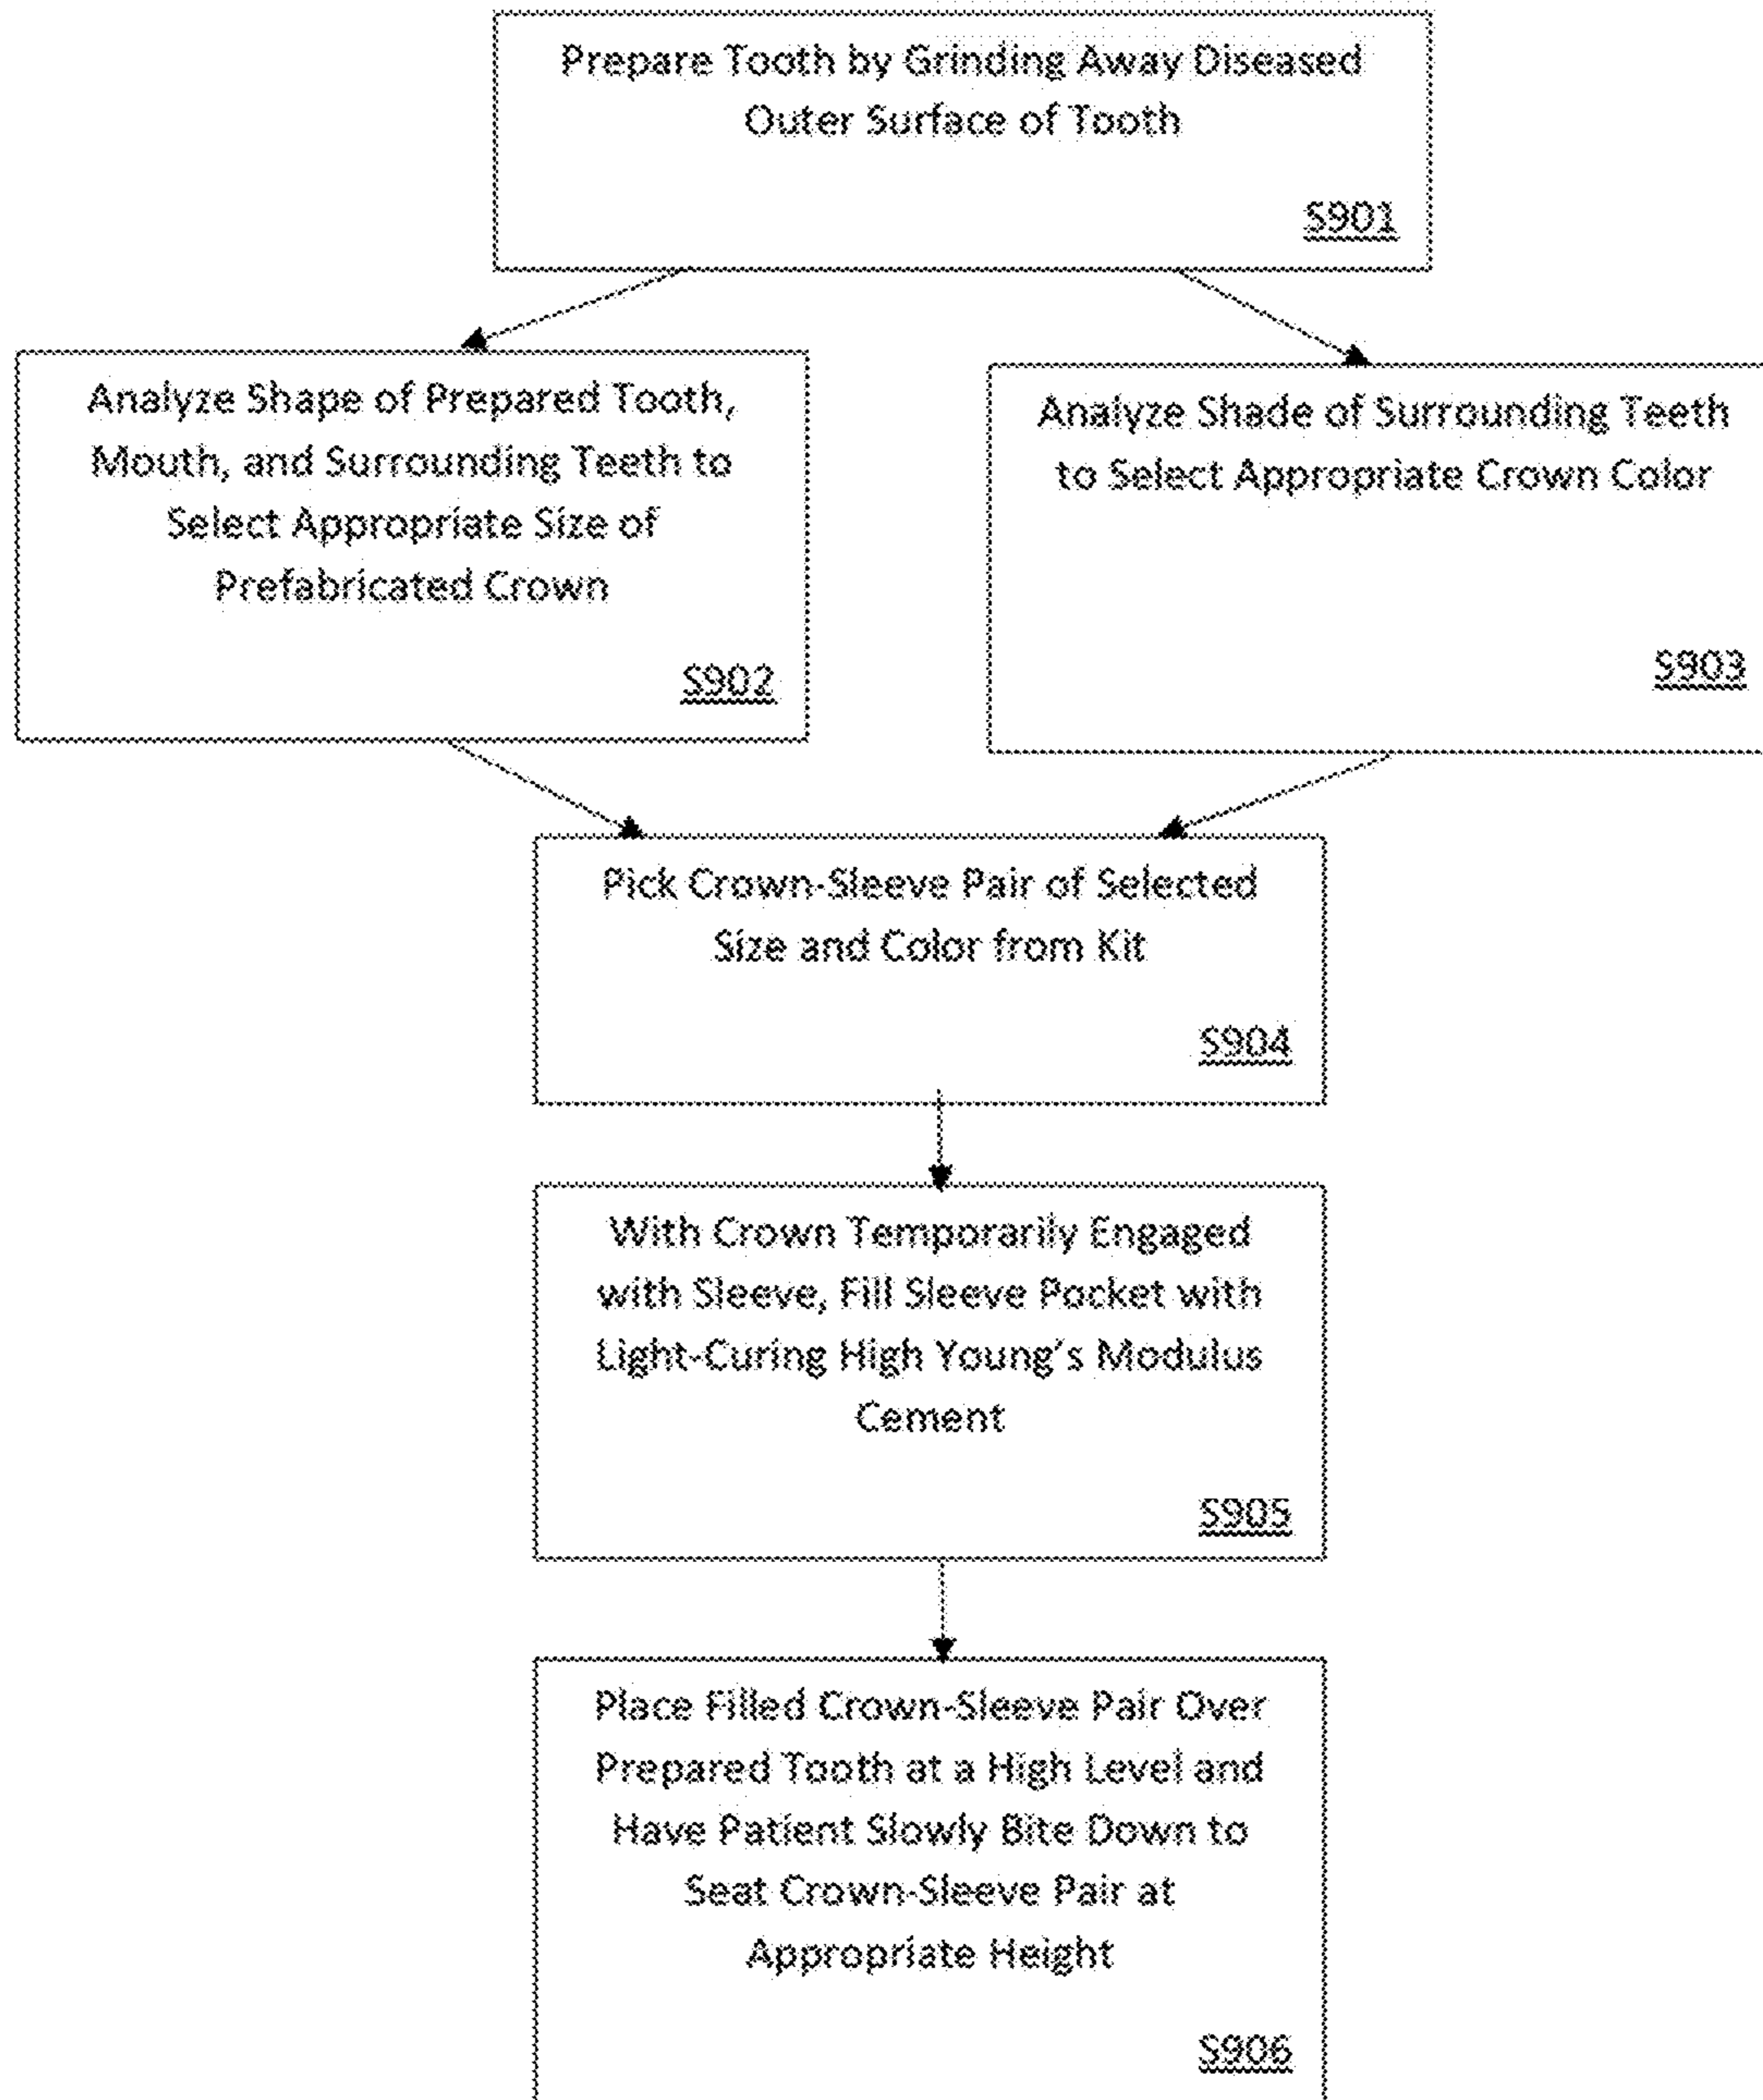 Prepare Tooth by Grinding Away Diseased
Outer Surface of Tooth
S901
Analyze Shape of Prepared Tooth,
Mouth, and Surrounding Teeth to
Select Appropriate Size of
Prefabricated Crown
S902
Analyze Shade of Surrounding Teeth
to Select Appropriate Crown Color
S903
Pick Crown-Sleeve Pair of Selected
Size and Color from Kit
S904
With Crown Temporarily Engaged
with Sleeve, Fill Sleeve Pocket with
Light-Curing High Young's Modulus
Cement
S905
Place Filled Crown-Sleeve Pair Over
Prepared Tooth at a High Level and
Have Patient Slowly Bite Down to
Seat Crown-Sleeve Pair at
Appropriate Height
S906